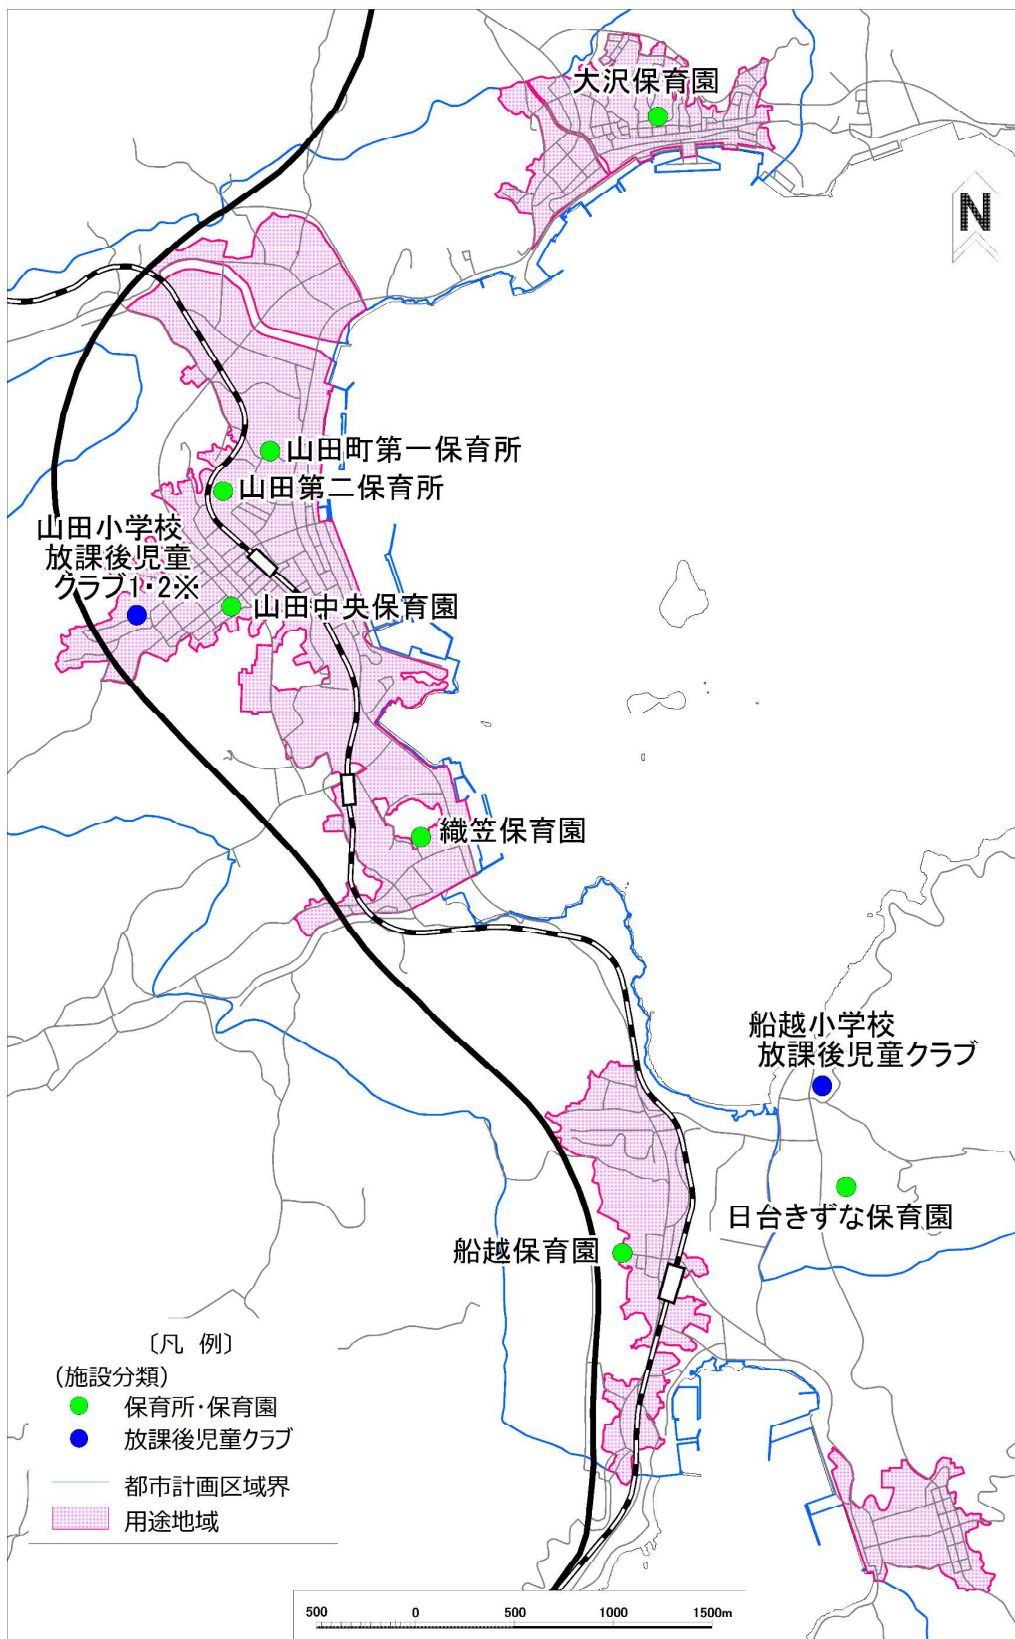 大沢保育園
N
山田町第一保育所
山田第二保育所
山田小学校
放課後児童
クラブ1・2※
山田中央保育園
織笠保育園
船越小学校
放課後児童クラブ
日台きずな保育園
船越保育園
〔凡 例〕
(施設分類)
保育所・保育園
放課後児童クラブ
都市計画区域界
用途地域
500 0 500 1000 1500m